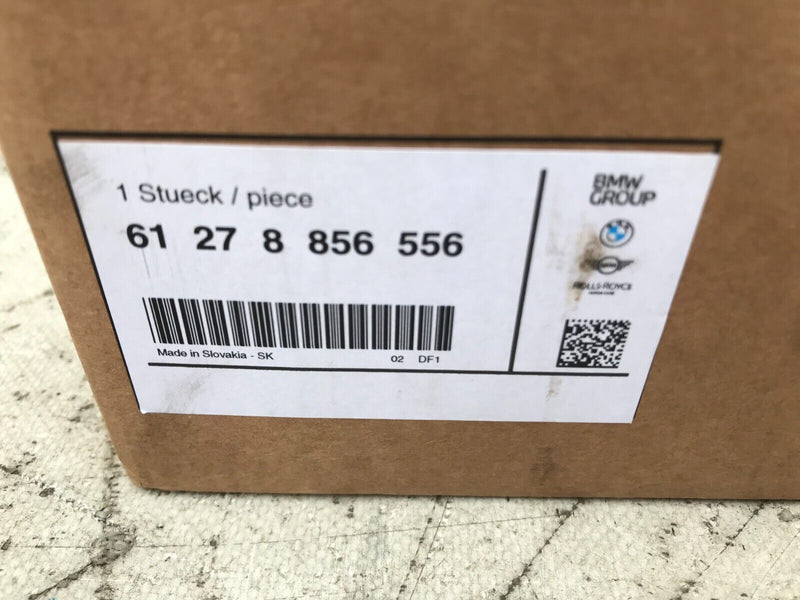 1 Stueck / piece
61 27 8 856 556
Made in Slovakia - SK 02 DF1
BMW
GROUP
ROLLS-ROYCE